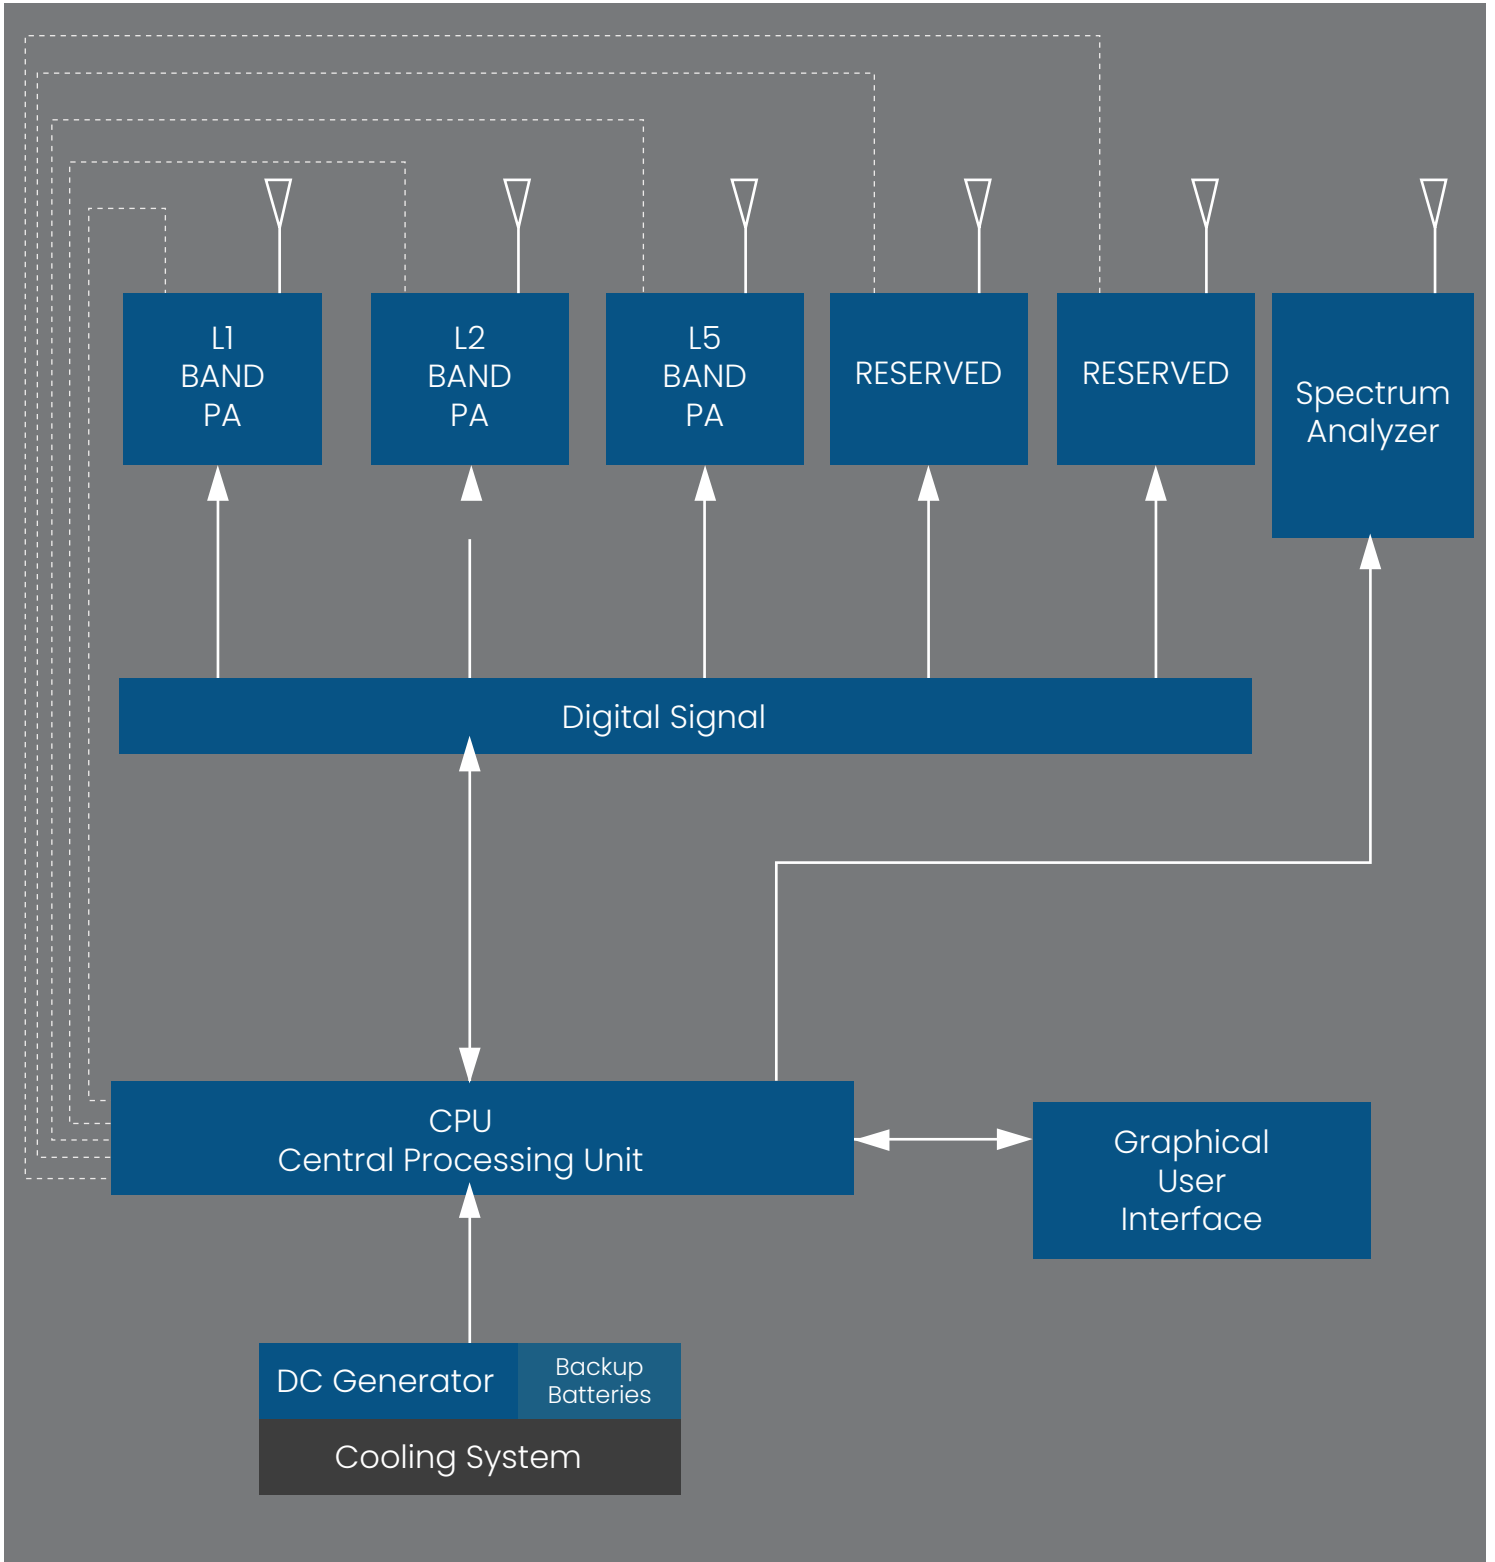 L1
BAND
PA
L2
BAND
PA
L5
BAND
PA
RESERVED
RESERVED
Spectrum
Analyzer
Digital Signal
CPU
Central Processing Unit
Graphical
User
Interface
DC Generator
Backup
Batteries
Cooling System